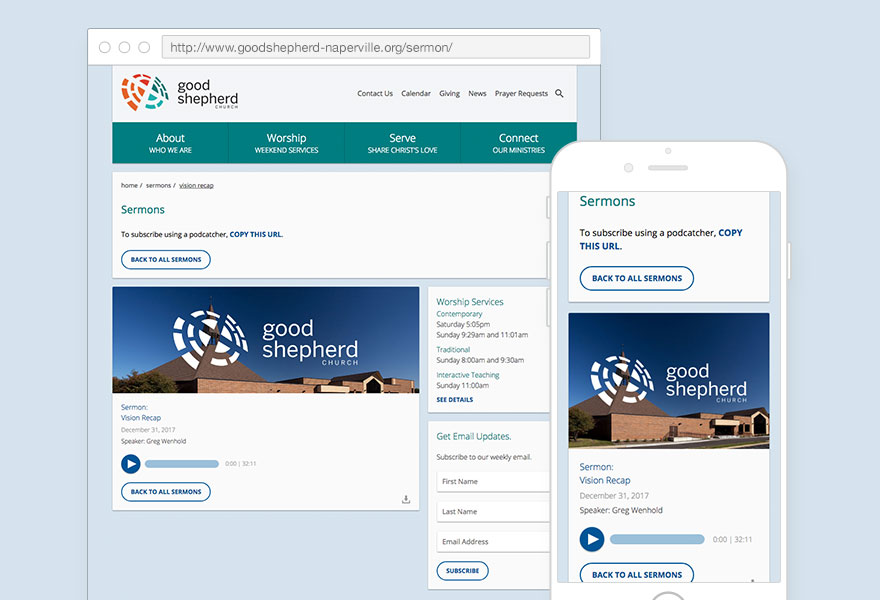 http://www.goodshepherd-naperville.org/sermon/
good
shepherd
CHURCH
Contact Us Calendar Giving News Prayer Requests
About Worship Serve Connect
WHO WE ARE WEEKEND SERVICES SHARE CHRIST'S LOVE OUR MINISTRIES
home / sermons / vision recap
Sermons
To subscribe using a podcatcher, COPY THIS URL.
BACK TO ALL SERMONS
good
shepherd
CHURCH
Sermon:
Vision Recap
December 31, 2017
Speaker: Greg Wenhold
0:00 | 32:11
BACK TO ALL SERMONS
Worship Services
Contemporary
Saturday 5:05pm
Sunday 9:29am and 11:01am
Traditional
Sunday 8:00am and 9:30am
Interactive Teaching
Sunday 11:00am
SEE DETAILS
Get Email Updates.
Subscribe to our weekly email.
First Name
Last Name
Email Address
SUBSCRIBE
Sermons
To subscribe using a podcatcher, COPY
THIS URL.
BACK TO ALL SERMONS
good
shepherd
CHURCH
Sermon:
Vision Recap
December 31, 2017
Speaker: Greg Wenhold
0:00 | 32:11
BACK TO ALL SERMONS